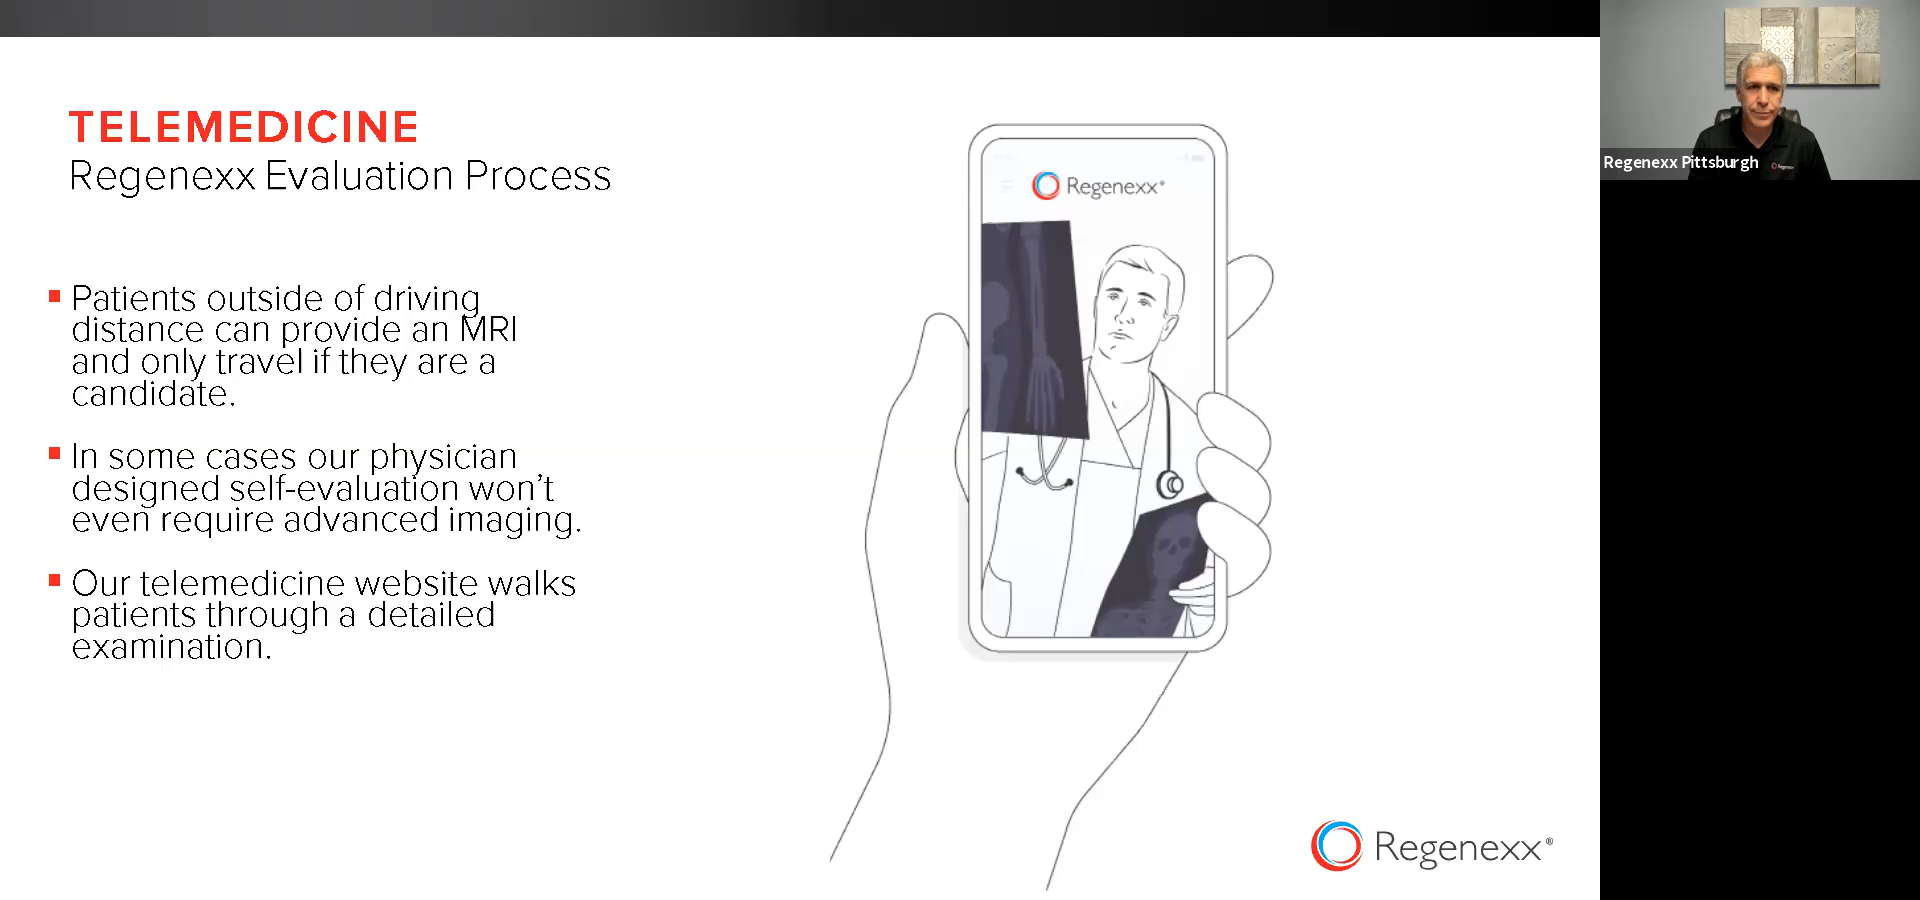 TELEMEDICINE
Regenexx Evaluation Process
Patients outside of driving
distance can provide an MRI
and only travel if they are a
candidate.
In some cases our physician
designed self-evaluation won’t
even require advanced imaging.
Our telemedicine website walks
patients through a detailed
examination.
Regenexx®
Regenexx®
Regenexx Pittsburgh
Regenexx